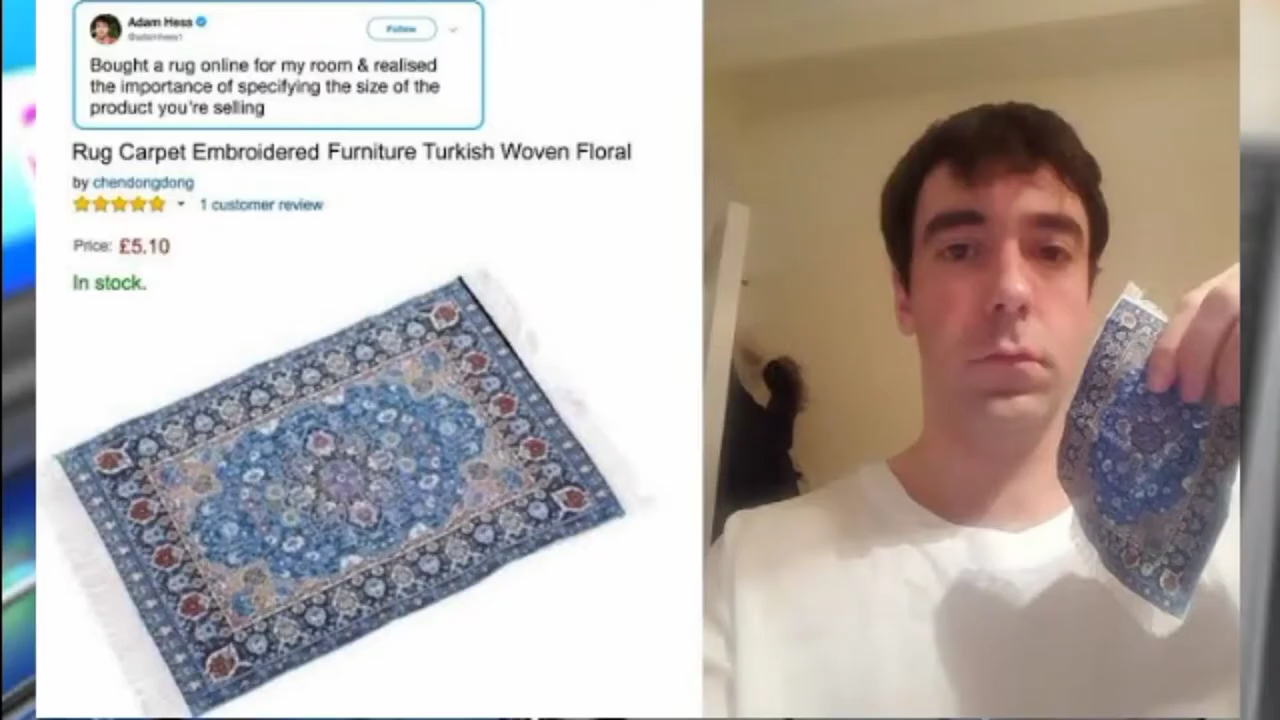 Adam Hess
@adamhess1
Follow
Bought a rug online for my room & realised
the importance of specifying the size of the
product you're selling
Rug Carpet Embroidered Furniture Turkish Woven Floral
by chendongdong
1 customer review
Price: £5.10
In stock.